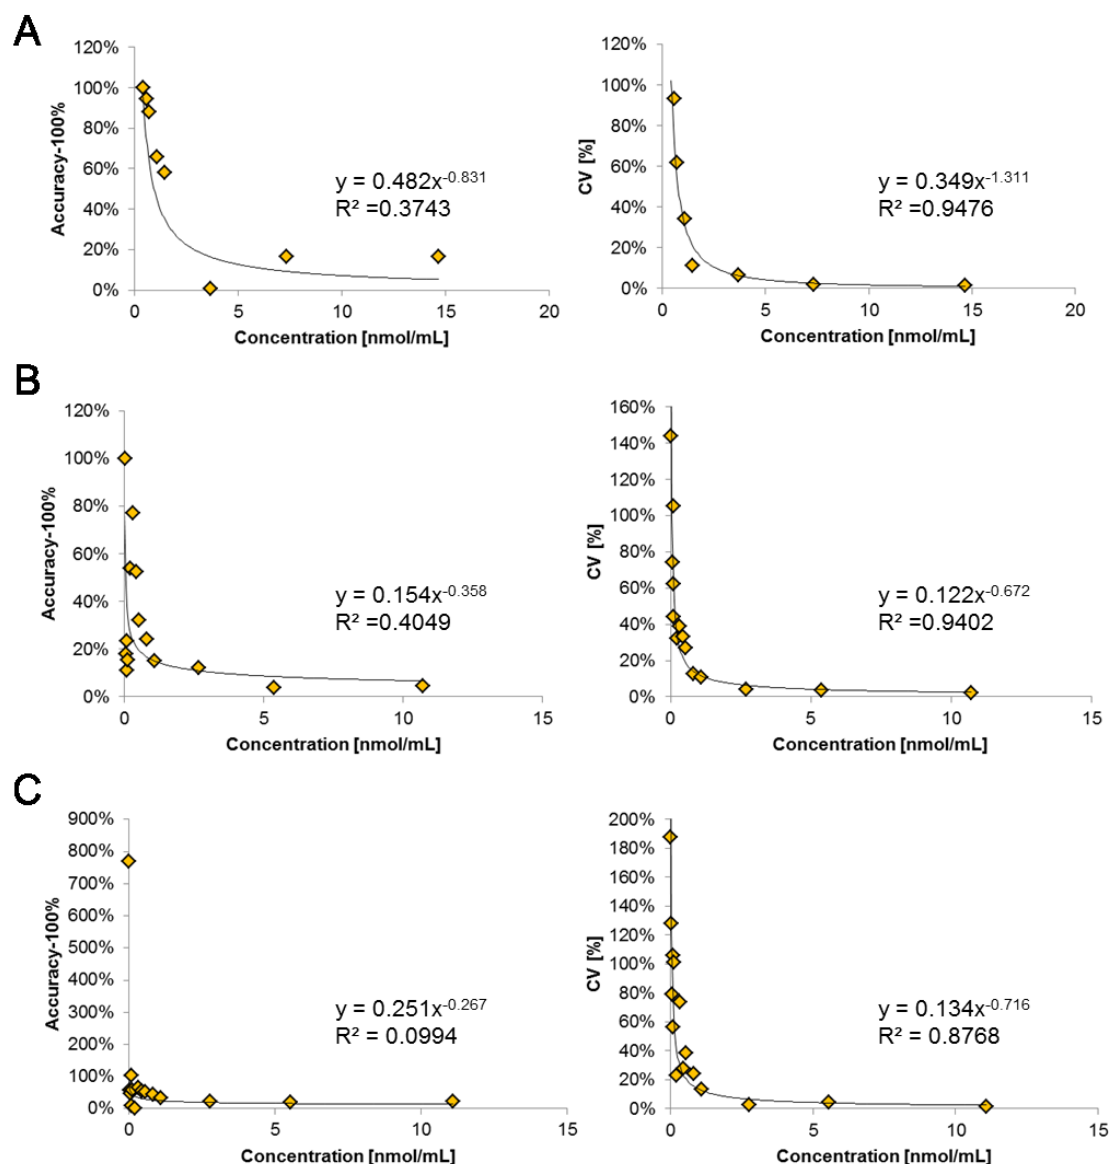 A
120%
100%
80%
60%
40%
20%
0%
Accuracy-100%
y = 0.482x^-0.831
R² =0.3743
0 5 10 15 20
Concentration [nmol/mL]
120%
100%
80%
60%
40%
20%
0%
CV [%]
y = 0.349x^-1.311
R² =0.9476
0 5 10 15 20
Concentration [nmol/mL]
B
120%
100%
80%
60%
40%
20%
0%
Accuracy-100%
y = 0.154x^-0.358
R² =0.4049
0 5 10 15
Concentration [nmol/mL]
160%
140%
120%
100%
80%
60%
40%
20%
0%
CV [%]
y = 0.122x^-0.672
R² =0.9402
0 5 10 15
Concentration [nmol/mL]
C
900%
800%
700%
600%
500%
400%
300%
200%
100%
0%
Accuracy-100%
y = 0.251x^-0.267
R² = 0.0994
0 5 10 15
Concentration [nmol/mL]
200%
180%
160%
140%
120%
100%
80%
60%
40%
20%
0%
CV [%]
y = 0.134x^-0.716
R² = 0.8768
0 5 10 15
Concentration [nmol/mL]